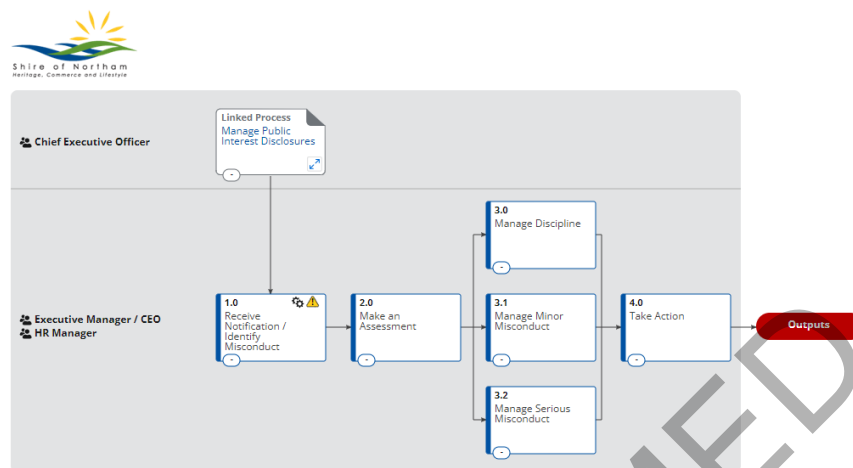 Shire of Northam
Heritage, Commerce and Lifestyle
Chief Executive Officer
Linked Process
Manage Public
Interest Disclosures
-
Executive Manager / CEO
HR Manager
1.0
Receive
Notification /
Identify
Misconduct
-
2.0
Make an
Assessment
-
3.0
Manage Discipline
-
3.1
Manage Minor
Misconduct
-
3.2
Manage Serious
Misconduct
-
4.0
Take Action
-
Outputs
ED